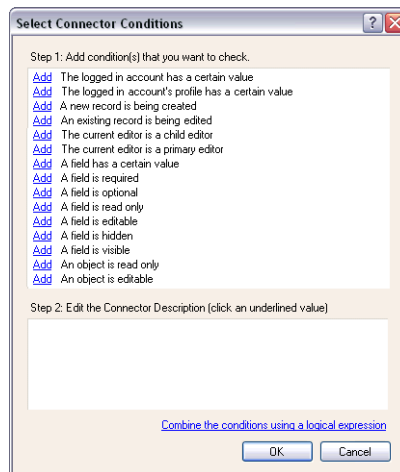 Select Connector Conditions
?
Step 1: Add condition(s) that you want to check.
Add The logged in account has a certain value
Add The logged in account's profile has a certain value
Add A new record is being created
Add An existing record is being edited
Add The current editor is a child editor
Add The current editor is a primary editor
Add A field has a certain value
Add A field is required
Add A field is optional
Add A field is read only
Add A field is editable
Add A field is hidden
Add A field is visible
Add An object is read only
Add An object is editable
Step 2: Edit the Connector Description (click an underlined value)
Combine the conditions using a logical expression
OK Cancel